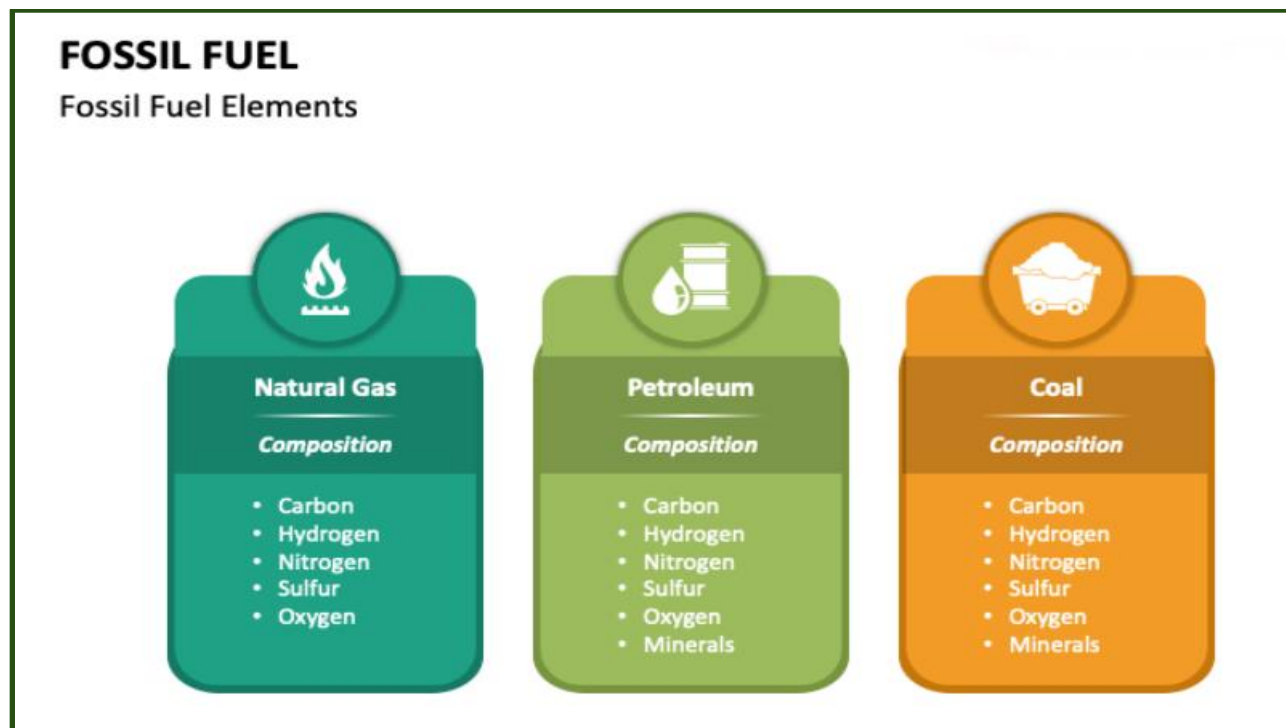 FOSSIL FUEL
Fossil Fuel Elements
Natural Gas
Composition
• Carbon
• Hydrogen
• Nitrogen
• Sulfur
• Oxygen
Petroleum
Composition
• Carbon
• Hydrogen
• Nitrogen
• Sulfur
• Oxygen
• Minerals
Coal
Composition
• Carbon
• Hydrogen
• Nitrogen
• Sulfur
• Oxygen
• Minerals